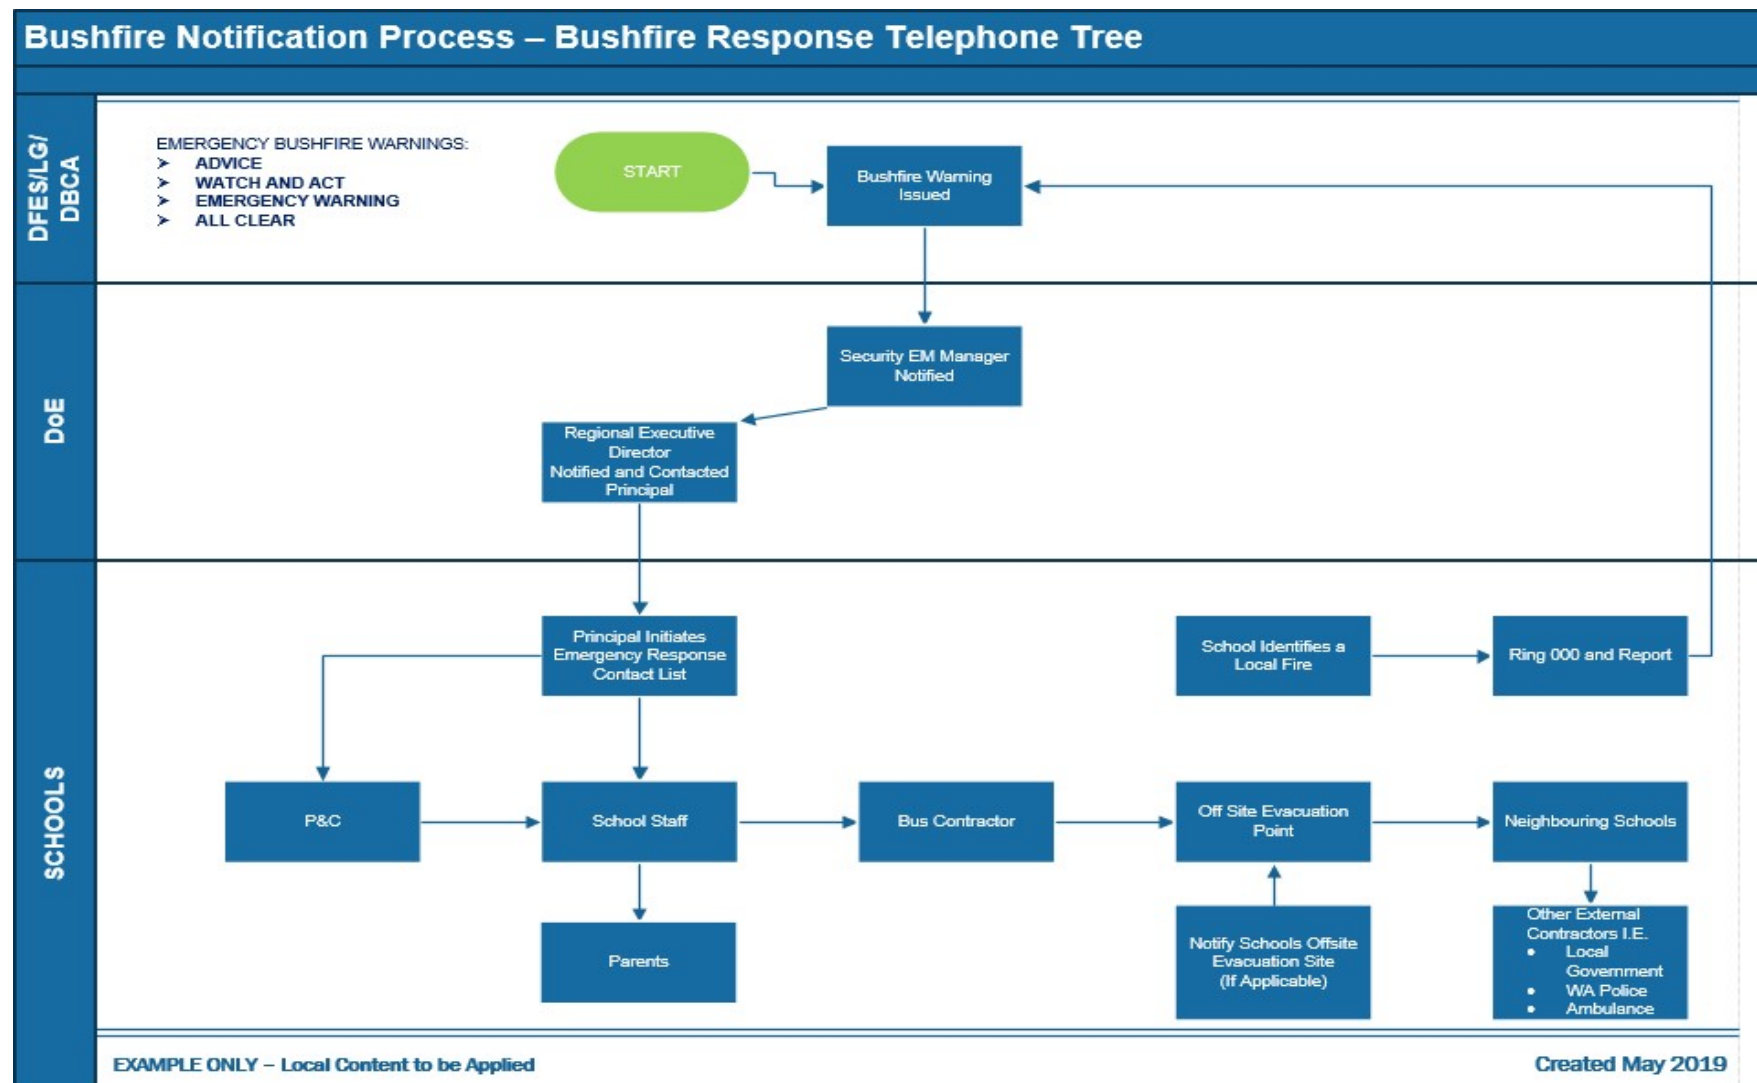 Bushfire Notification Process – Bushfire Response Telephone Tree
DFES/LG/
DBCA
EMERGENCY BUSHFIRE WARNINGS:
➤ ADVICE
➤ WATCH AND ACT
➤ EMERGENCY WARNING
➤ ALL CLEAR
START
Bushfire Warning
Issued
DoE
Security EM Manager
Notified
Regional Executive
Director
Notified and Contacted
Principal
SCHOOLS
Principal Initiates
Emergency Response
Contact List
School Identifies a
Local Fire
Ring 000 and Report
P&C
School Staff
Bus Contractor
Off Site Evacuation
Point
Neighbouring Schools
Parents
Notify Schools Offsite
Evacuation Site
(If Applicable)
Other External
Contractors I.E.
• Local
Government
• WA Police
• Ambulance
EXAMPLE ONLY – Local Content to be Applied
Created May 2019